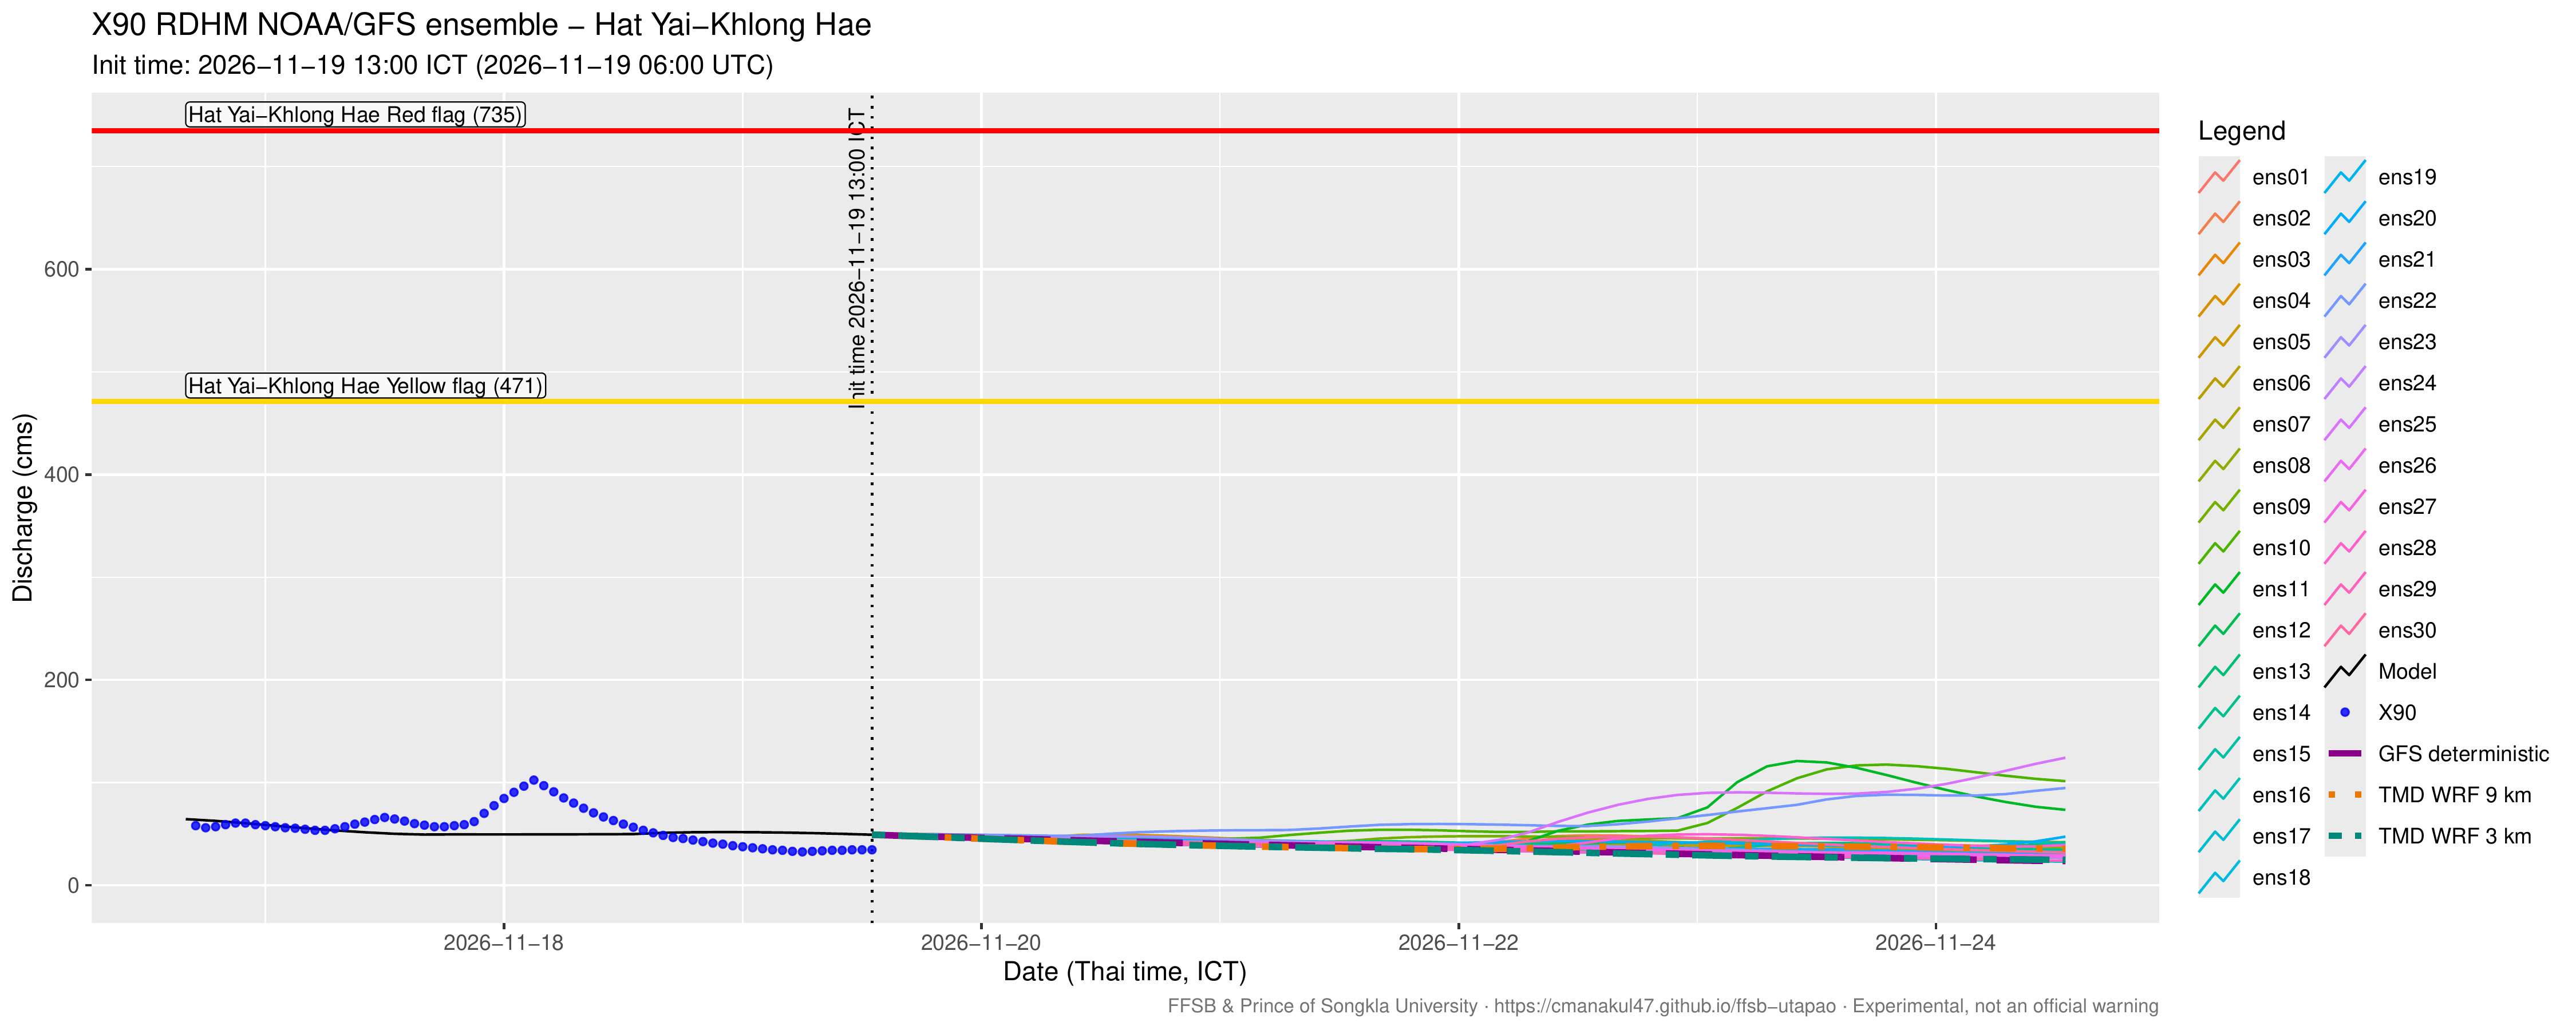 X90 RDHM NOAA/GFS ensemble − Hat Yai−Khlong Hae
Init time: 2026−11−19 13:00 ICT (2026−11−19 06:00 UTC)
Hat Yai−Khlong Hae Red flag (735)
Init time 2026−11−19 13:00 ICT
Hat Yai−Khlong Hae Yellow flag (471)
Discharge (cms)
600
400
200
0
2026−11−18
2026−11−20
2026−11−22
2026−11−24
Date (Thai time, ICT)
Legend
ens01
ens02
ens03
ens04
ens05
ens06
ens07
ens08
ens09
ens10
ens11
ens12
ens13
ens14
ens15
ens16
ens17
ens18
ens19
ens20
ens21
ens22
ens23
ens24
ens25
ens26
ens27
ens28
ens29
ens30
Model
X90
GFS deterministic
TMD WRF 9 km
TMD WRF 3 km
FFSB & Prince of Songkla University · https://cmanakul47.github.io/ffsb−utapao · Experimental, not an official warning